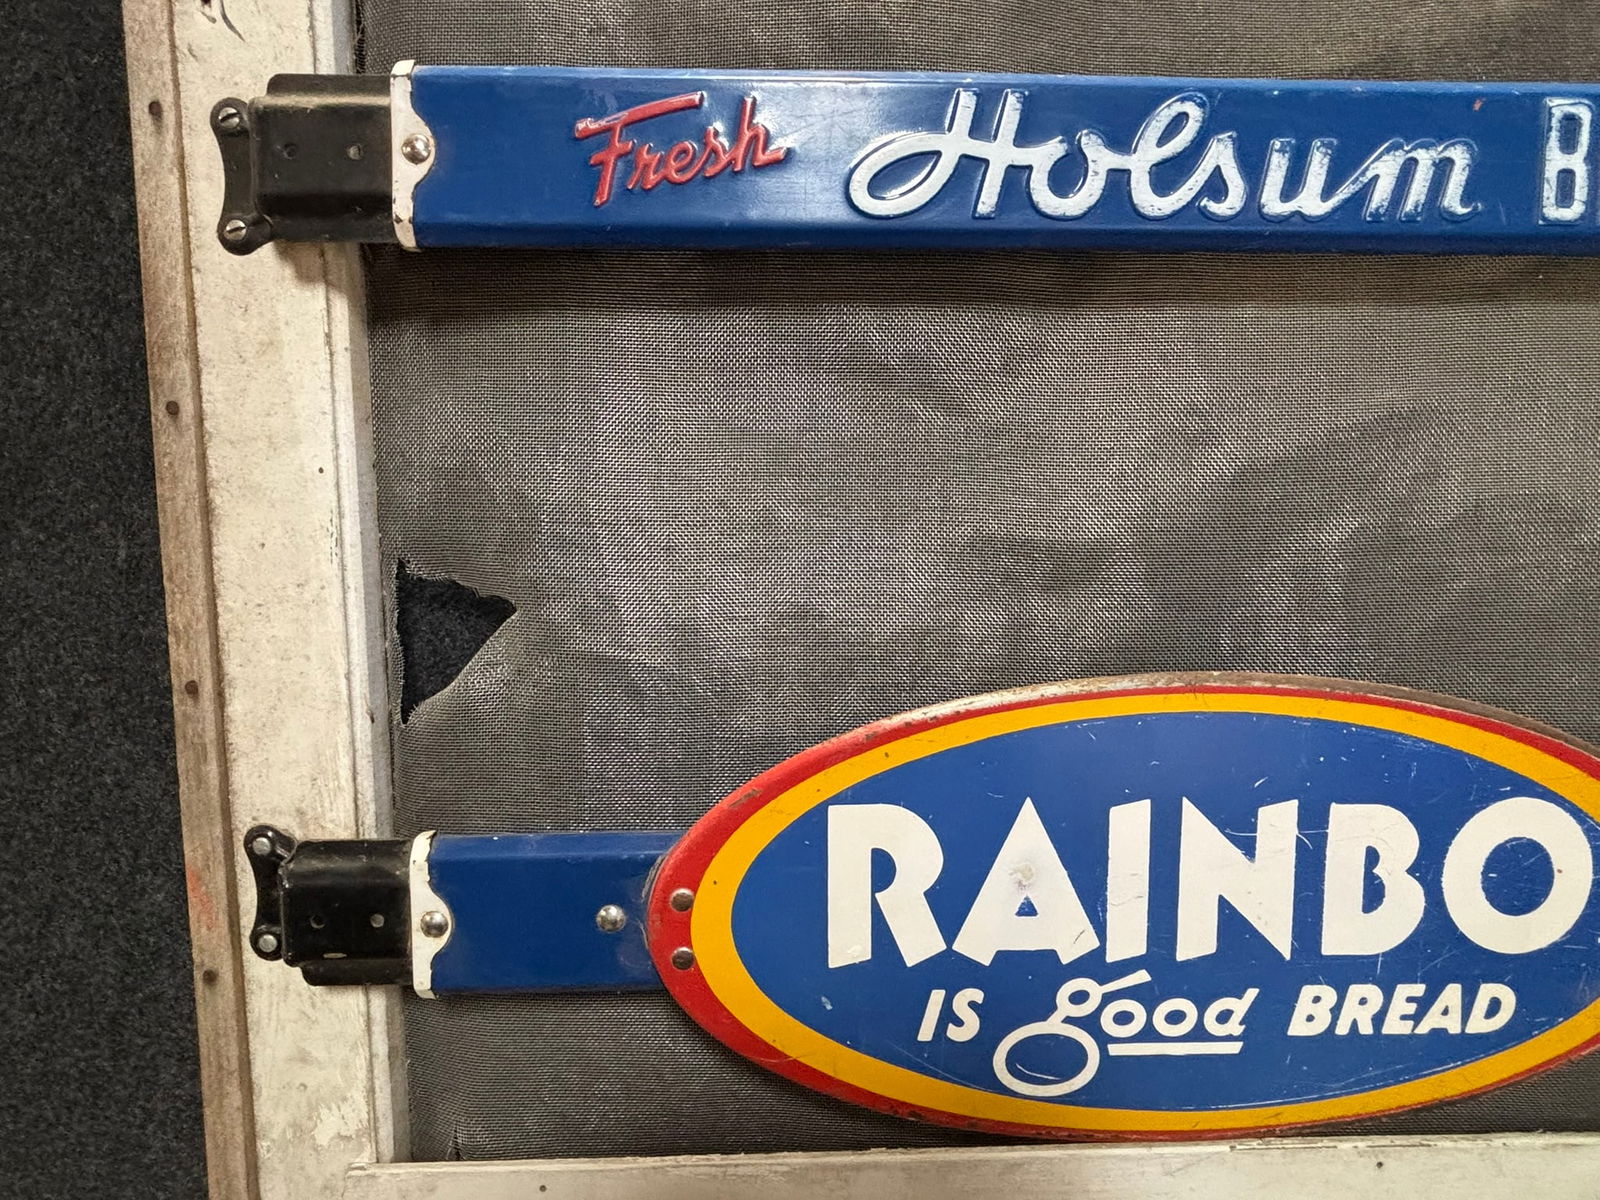 Fresh Holsum B
RAINBO
IS good BREAD